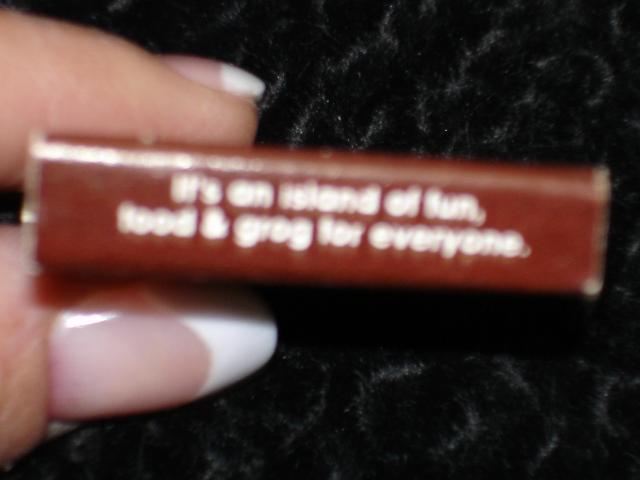 It's an island of fun,
food & grog for everyone.